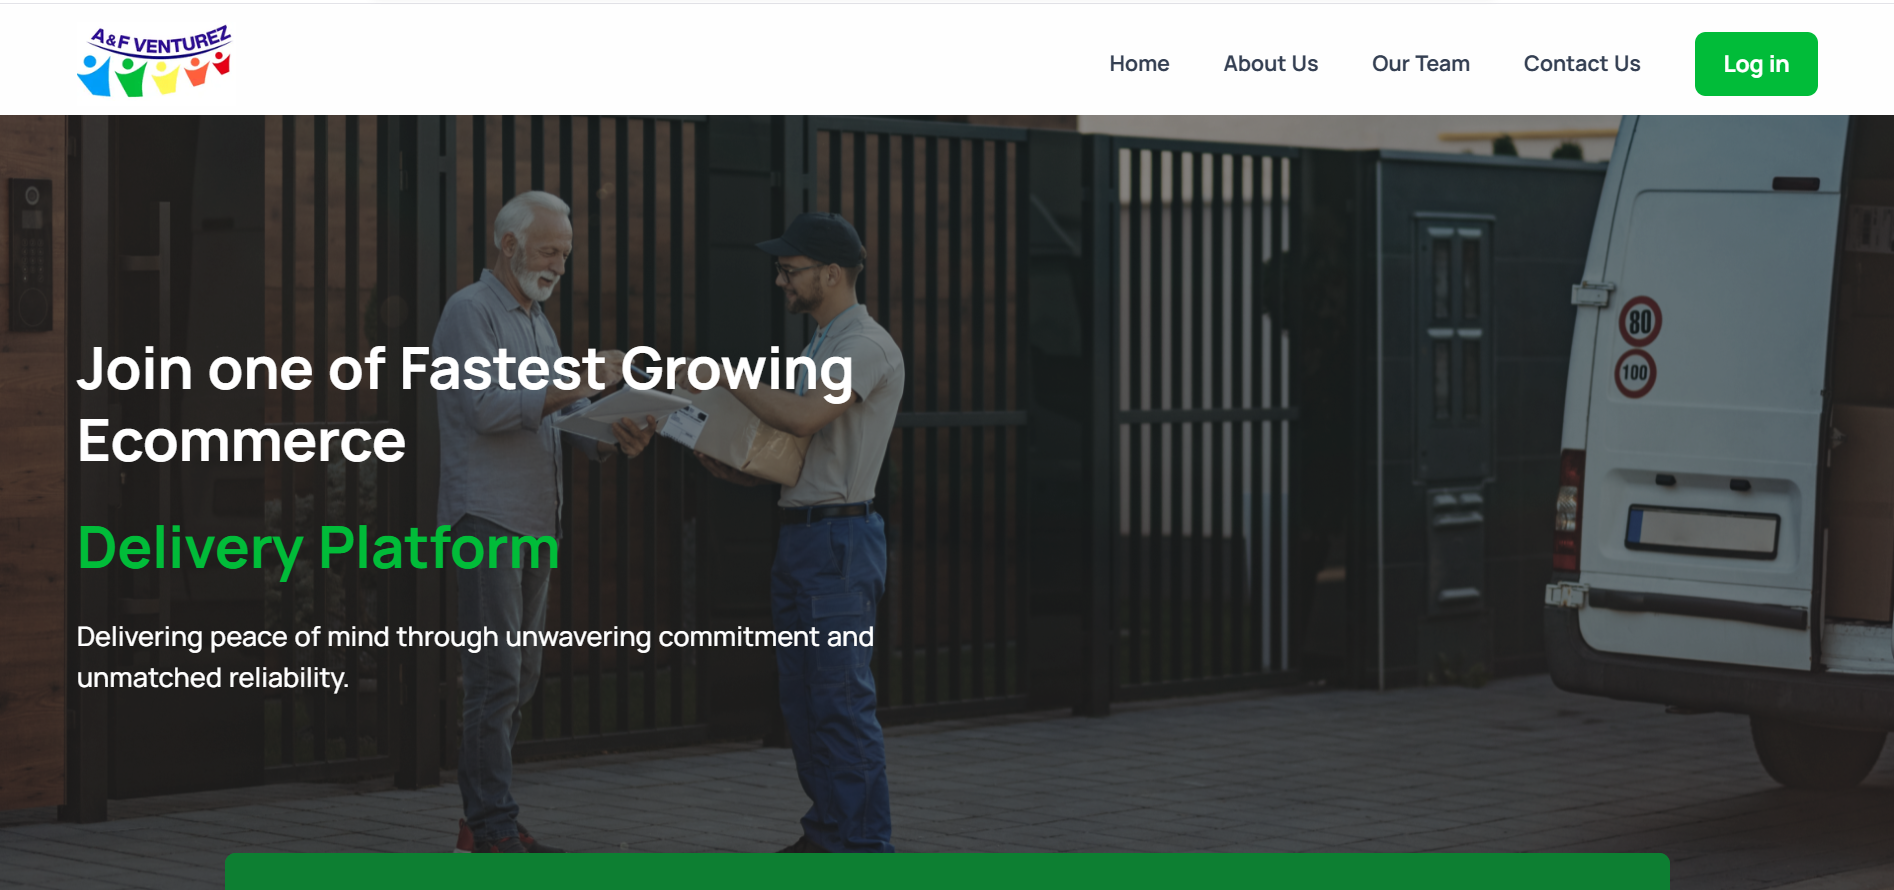 A&F VENTUREZ
Home
About Us
Our Team
Contact Us
Log in
Join one of Fastest Growing
Ecommerce
Delivery Platform
Delivering peace of mind through unwavering commitment and
unmatched reliability.
80
100